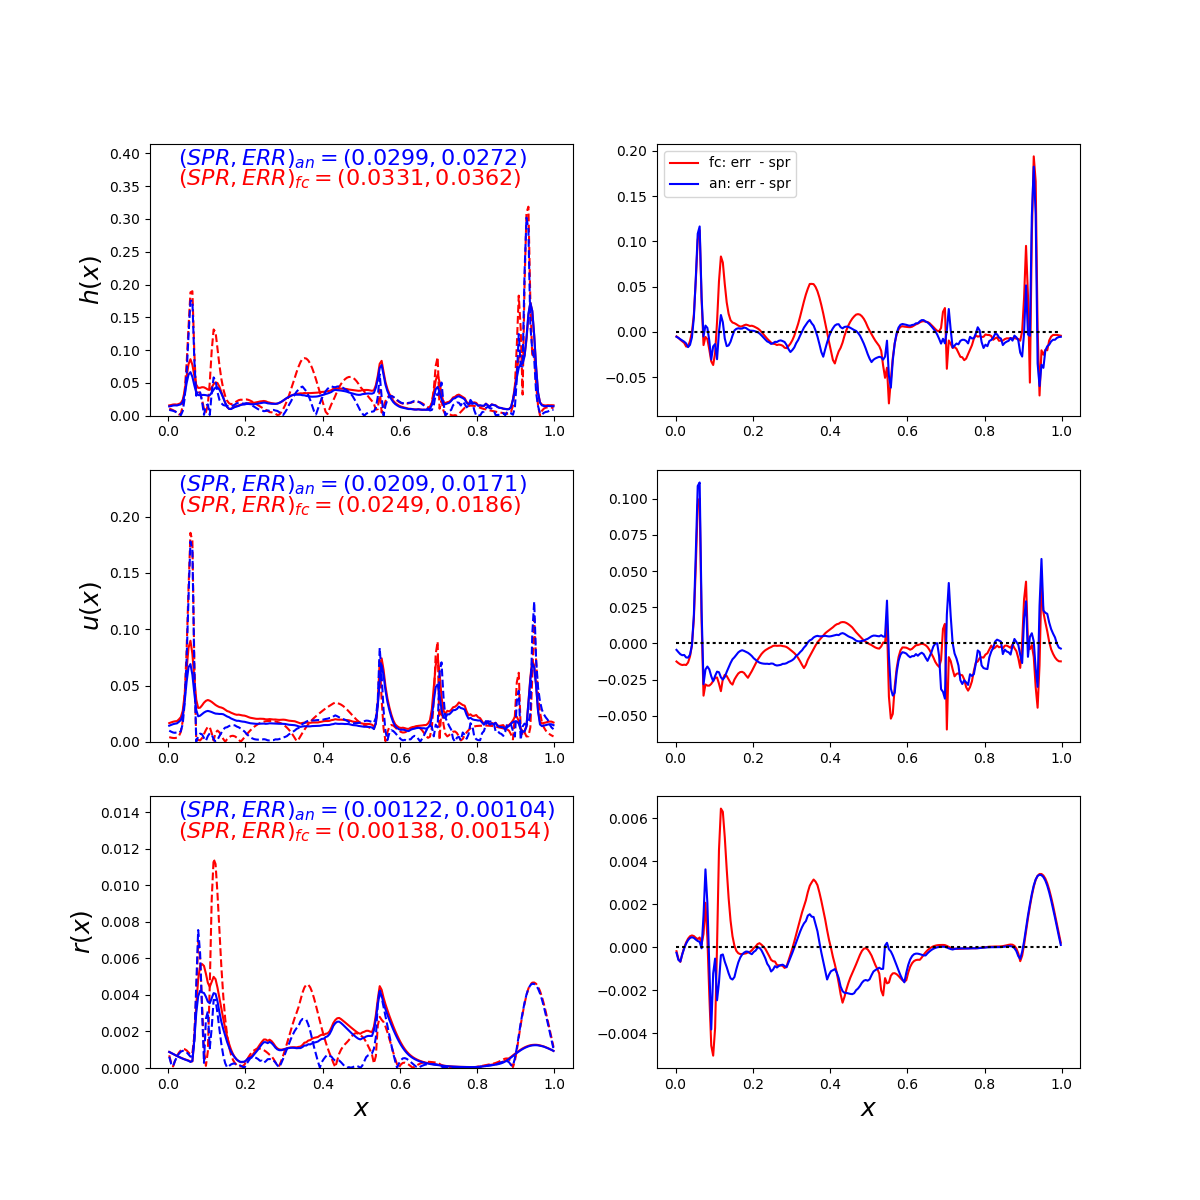 (SPR, ERR)an = (0.0299, 0.0272)
(SPR, ERR)fc = (0.0331, 0.0362)
0.40
0.35
0.30
0.25
0.20
0.15
0.10
0.05
0.00
h(x)
0.0 0.2 0.4 0.6 0.8 1.0
fc: err - spr
an: err - spr
0.20
0.15
0.10
0.05
0.00
−0.05
0.0 0.2 0.4 0.6 0.8 1.0
(SPR, ERR)an = (0.0209, 0.0171)
(SPR, ERR)fc = (0.0249, 0.0186)
0.20
0.15
0.10
0.05
0.00
u(x)
0.0 0.2 0.4 0.6 0.8 1.0
0.100
0.075
0.050
0.025
0.000
−0.025
−0.050
0.0 0.2 0.4 0.6 0.8 1.0
(SPR, ERR)an = (0.00122, 0.00104)
(SPR, ERR)fc = (0.00138, 0.00154)
0.014
0.012
0.010
0.008
0.006
0.004
0.002
0.000
r(x)
0.0 0.2 0.4 0.6 0.8 1.0
x
0.006
0.004
0.002
0.000
−0.002
−0.004
0.0 0.2 0.4 0.6 0.8 1.0
x